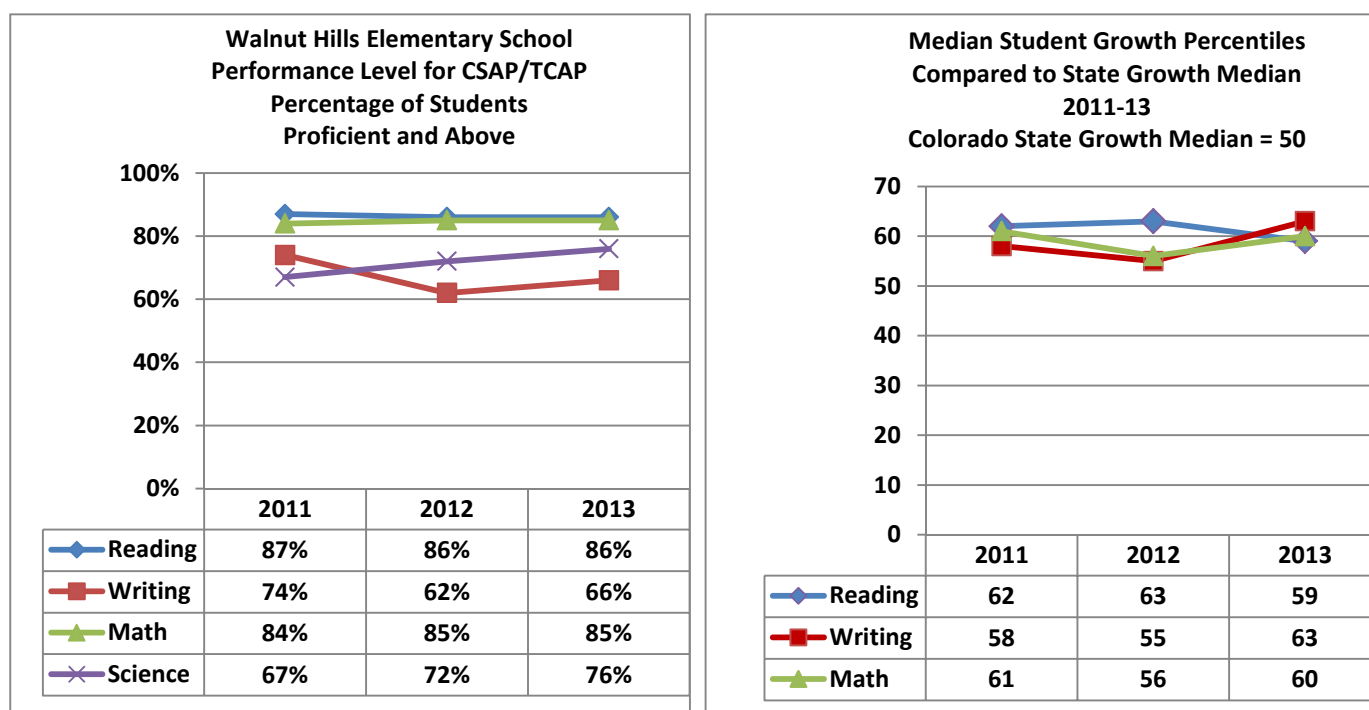 Walnut Hills Elementary School
Performance Level for CSAP/TCAP
Percentage of Students
Proficient and Above
100%
80%
60%
40%
20%
0%
2011 2012 2013
Reading 87% 86% 86%
Writing 74% 62% 66%
Math 84% 85% 85%
Science 67% 72% 76%
Median Student Growth Percentiles
Compared to State Growth Median
2011-13
Colorado State Growth Median = 50
70
60
50
40
30
20
10
0
2011 2012 2013
Reading 62 63 59
Writing 58 55 63
Math 61 56 60